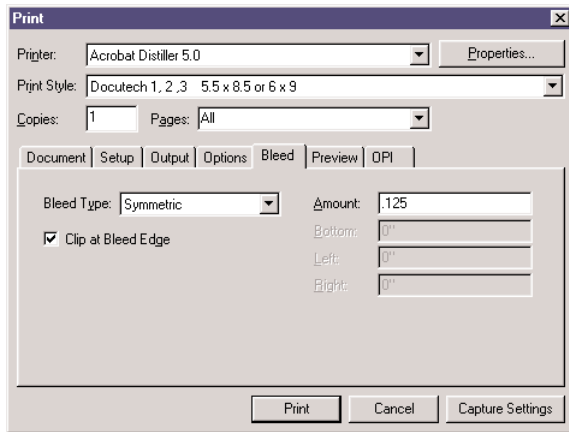 Print
Printer: Acrobat Distiller 5.0 Properties...
Print Style: Docutech 1, 2 ,3 5.5 x 8.5 or 6 x 9
Copies: 1 Pages: All
Document Setup Output Options Bleed Preview OPI
Bleed Type: Symmetric Amount: .125
Clip at Bleed Edge Bottom: 0"
Left: 0"
Right: 0"
Print Cancel Capture Settings